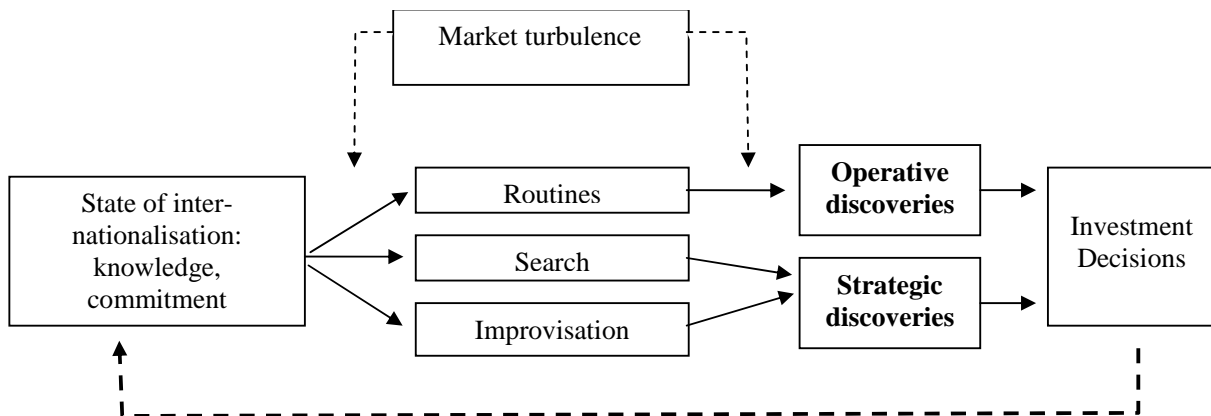 Market turbulence
State of inter-
nationalisation:
knowledge,
commitment
Routines
Search
Improvisation
Operative
discoveries
Strategic
discoveries
Investment
Decisions